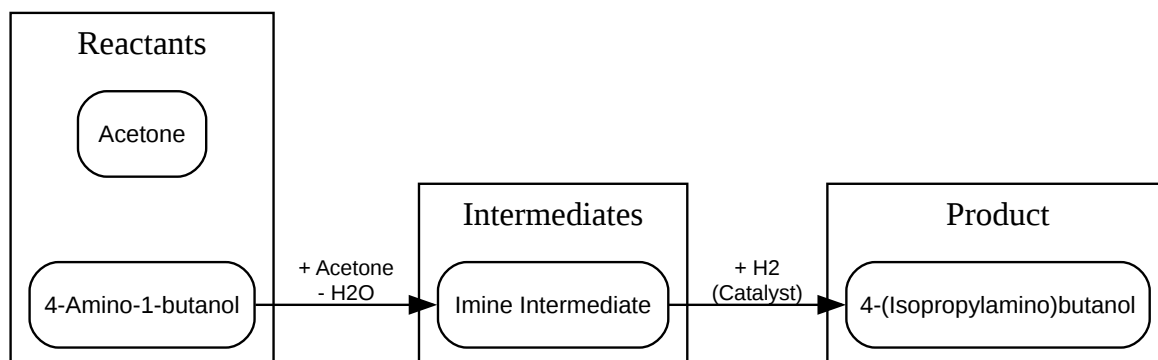 Reactants
Acetone
4-Amino-1-butanol
+ Acetone
- H2O
Intermediates
Imine Intermediate
+ H2
(Catalyst)
Product
4-(Isopropylamino)butanol